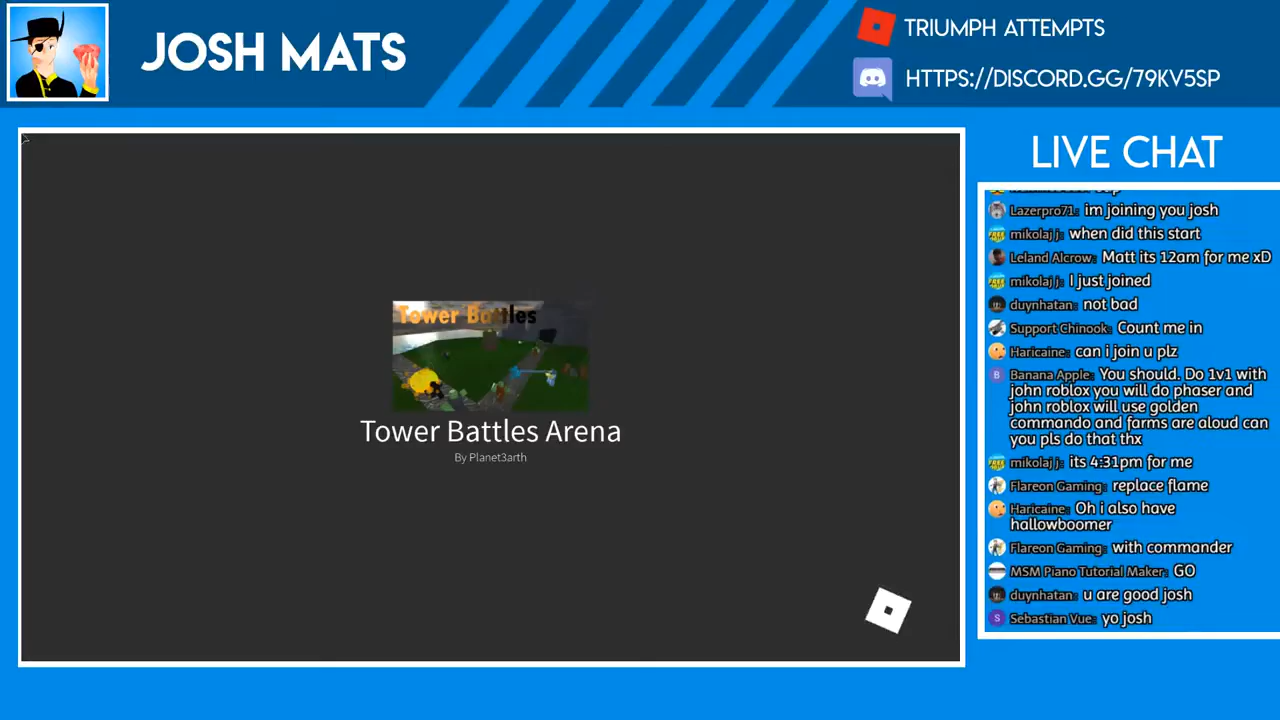 JOSH MATS
TRIUMPH ATTEMPTS
HTTPS://DISCORD.GG/79KV5SP
LIVE CHAT
Lazerpro71: im joining you josh
mikolaj j: when did this start
Leland Alcrow: Matt its 12am for me xD
mikolaj j: I just joined
duynhatan: not bad
Support Chinook: Count me in
Haricaine: can i join u plz
B Banana Apple: You should. Do 1v1 with
john roblox you will do phaser and
john roblox will use golden
commando and farms are aloud can
you pls do that thx
mikolaj j: its 4:31pm for me
Flareon Gaming: replace flame
Haricaine: Oh i also have
hallowboomer
Flareon Gaming: with commander
MSM Piano Tutorial Maker: GO
duynhatan: u are good josh
S Sebastian Vue: yo josh
Tower Battles
Tower Battles Arena
By Planet3arth